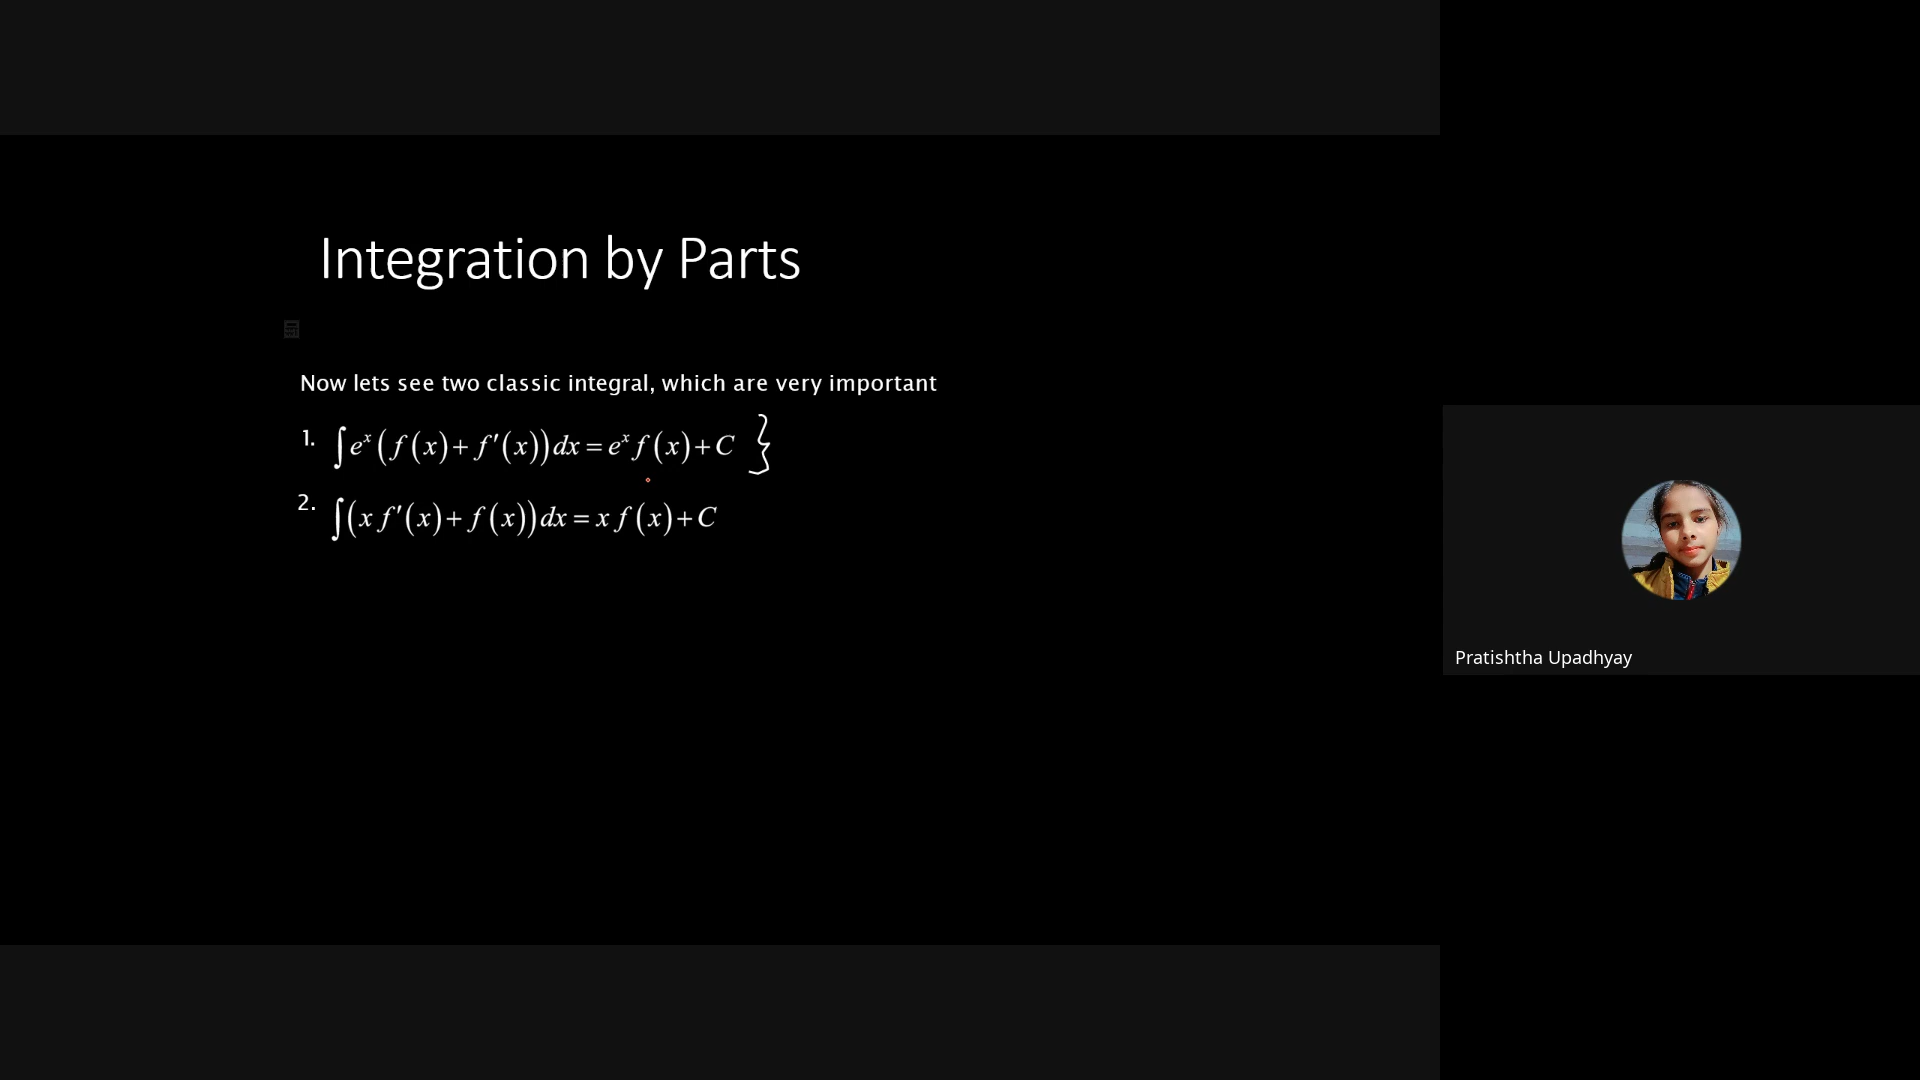 Integration by Parts
Now lets see two classic integral, which are very important
1. ∫eˣ(f(x)+f′(x))dx = eˣf(x)+C }
2. ∫(xf′(x)+f(x))dx = xf(x)+C
Pratishtha Upadhyay